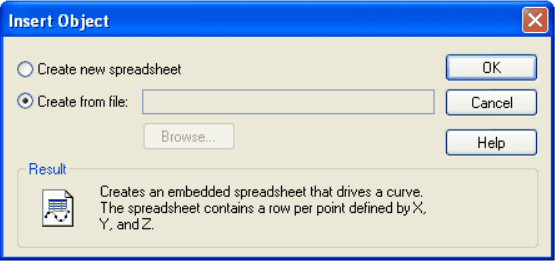 Insert Object
Create new spreadsheet
OK
Create from file:
Cancel
Browse...
Help
Result
Creates an embedded spreadsheet that drives a curve.
The spreadsheet contains a row per point defined by X,
Y, and Z.